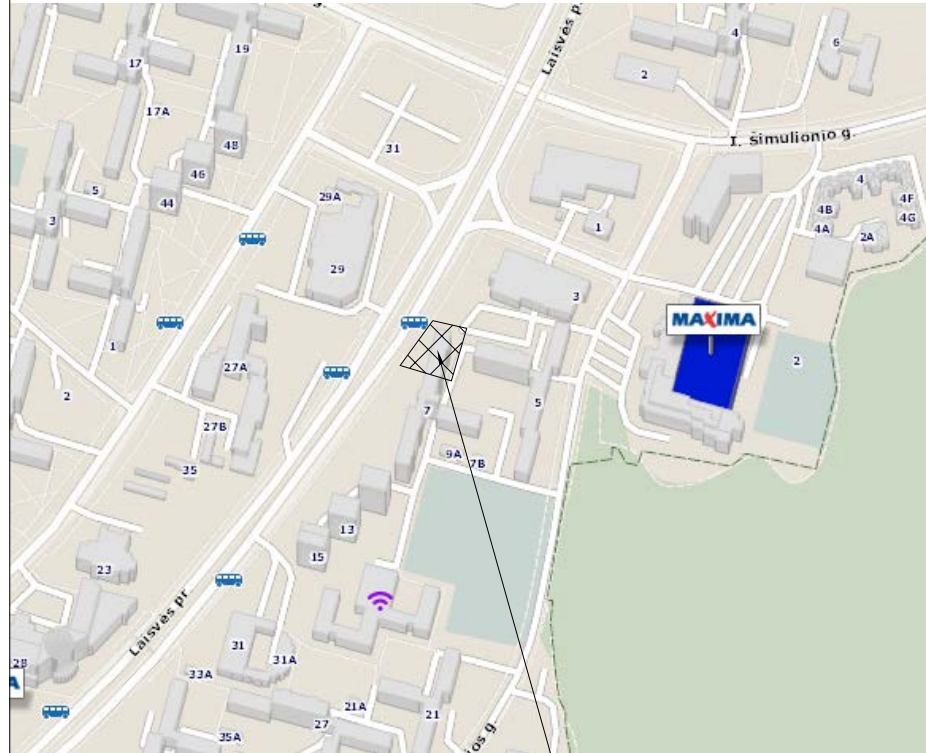 g.
Laisvės pr.
4
6
17
19
2
17A
I. Simulionio g.
31
48
46
5
44
29A
4
4B
4F
4G
4A
2A
3
1
29
3
MAXIMA
1
27A
2
2
5
7
27B
9A
7B
35
13
15
23
Laisvės pr.
31
28
31A
33A
A
21A
21
27
35A
ios g.